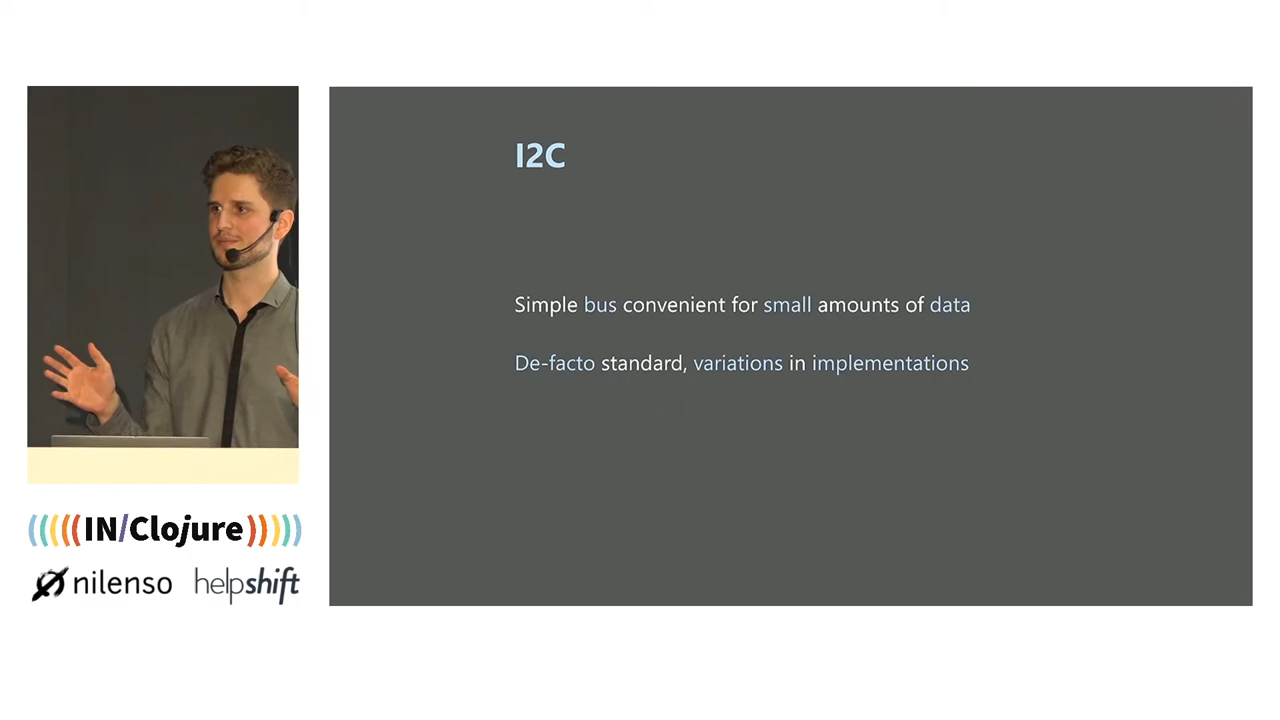 I2C
Simple bus convenient for small amounts of data
De-facto standard, variations in implementations
(((((IN/Clojure)))))
nilenso helpshift